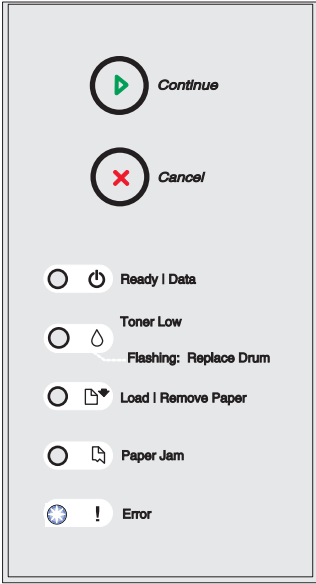 Continue
Cancel
Ready | Data
Toner Low
Flashing: Replace Drum
Load | Remove Paper
Paper Jam
! Error